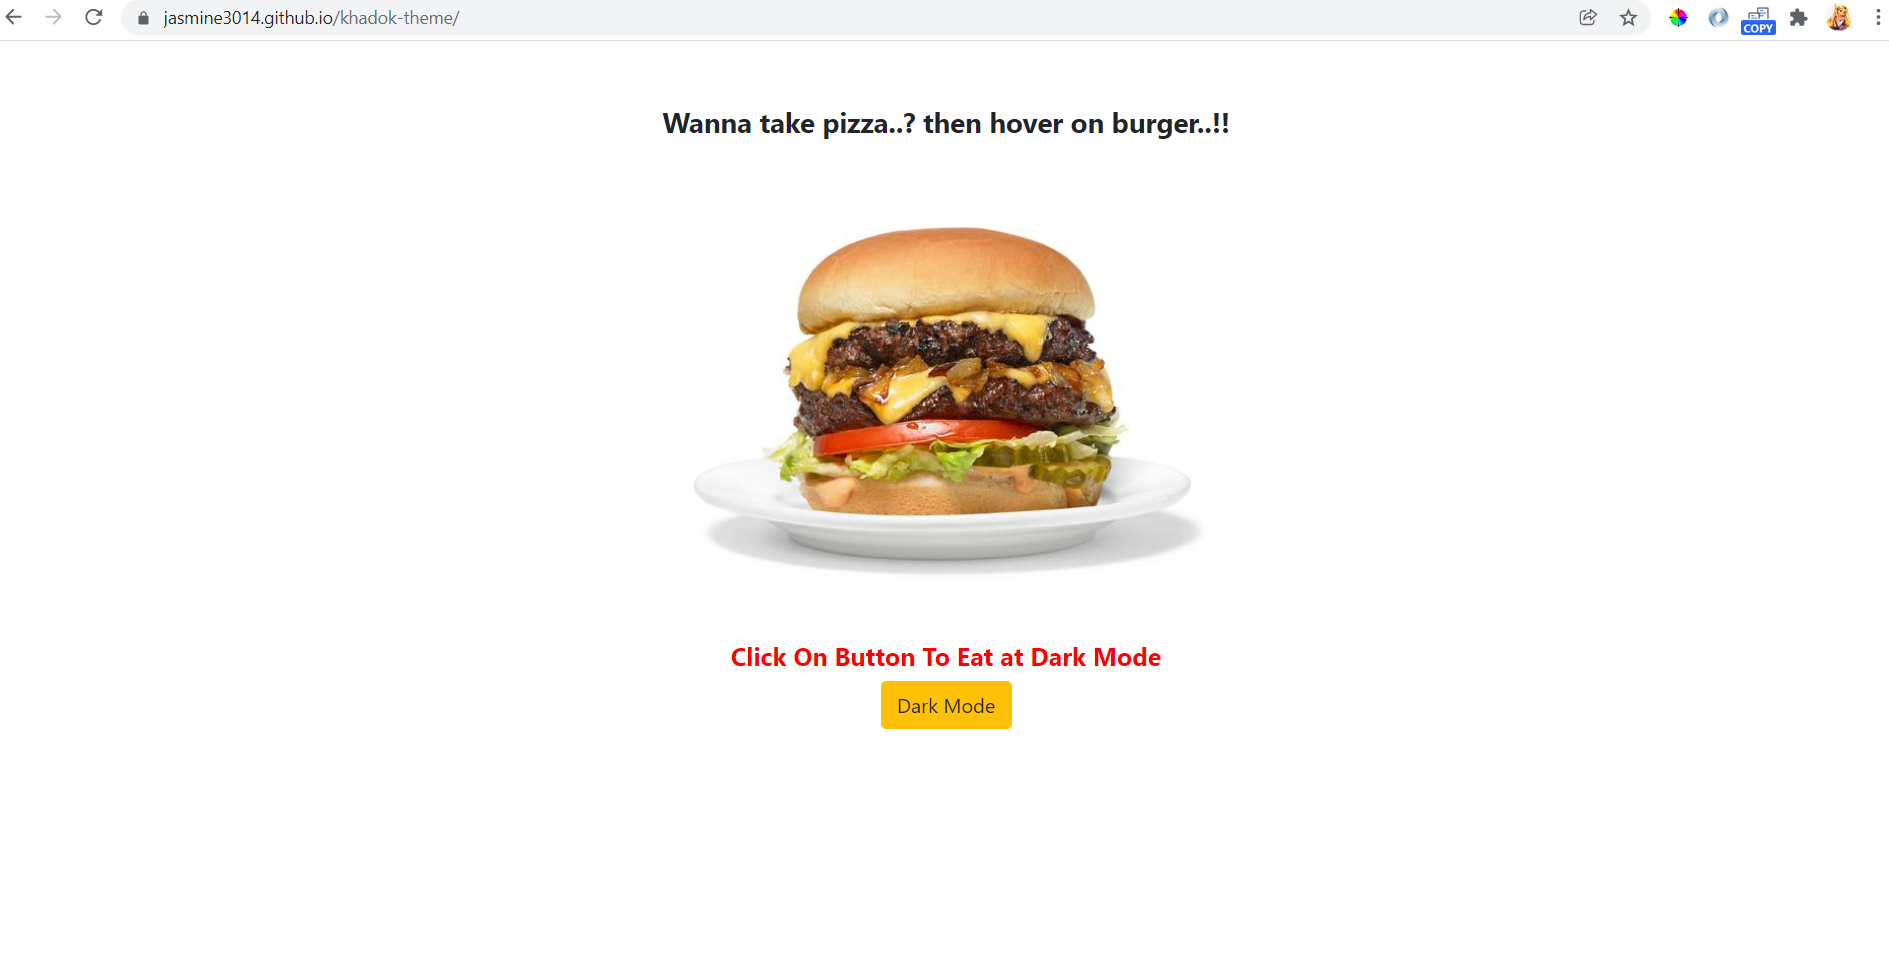 jasmine3014.github.io/khadok-theme/
COPY
Wanna take pizza..? then hover on burger..!!
Click On Button To Eat at Dark Mode
Dark Mode